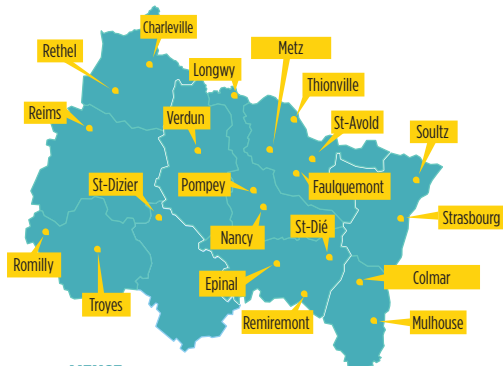 Charleville
Metz
Rethel
Longwy
Thionville
Reims
Verdun
St-Avold
Soultz
St-Dizier
Pompey
Faulquemont
Strasbourg
Nancy
St-Dié
Romilly
Epinal
Colmar
Troyes
Remiremont
Mulhouse